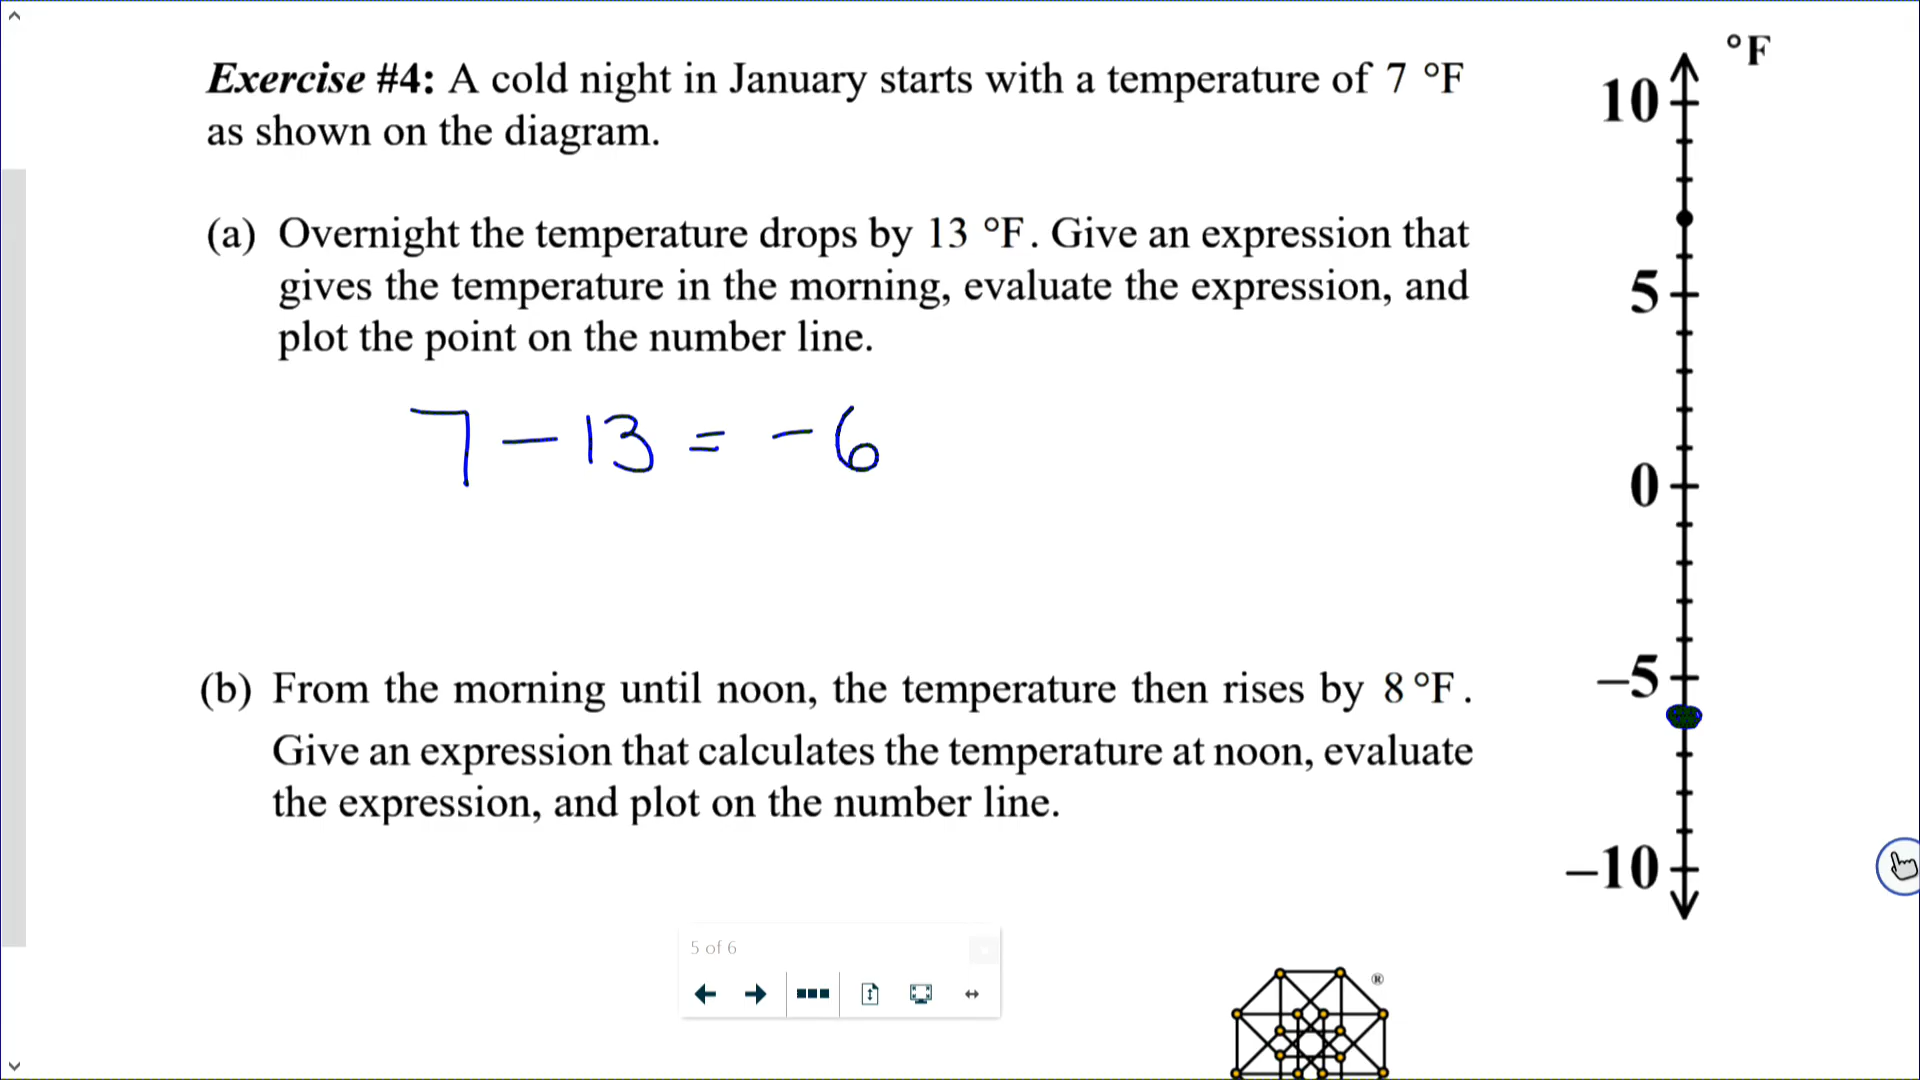 Exercise #4: A cold night in January starts with a temperature of 7 °F
as shown on the diagram.
(a) Overnight the temperature drops by 13 °F. Give an expression that
gives the temperature in the morning, evaluate the expression, and
plot the point on the number line.
7 − 13 = −6
(b) From the morning until noon, the temperature then rises by 8 °F.
Give an expression that calculates the temperature at noon, evaluate
the expression, and plot on the number line.
°F
10
5
0
−5
−10
5 of 6
®